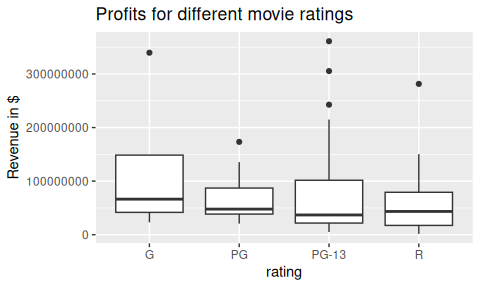 Profits for different movie ratings
Revenue in $
300000000
200000000
100000000
0
G PG PG-13 R
rating